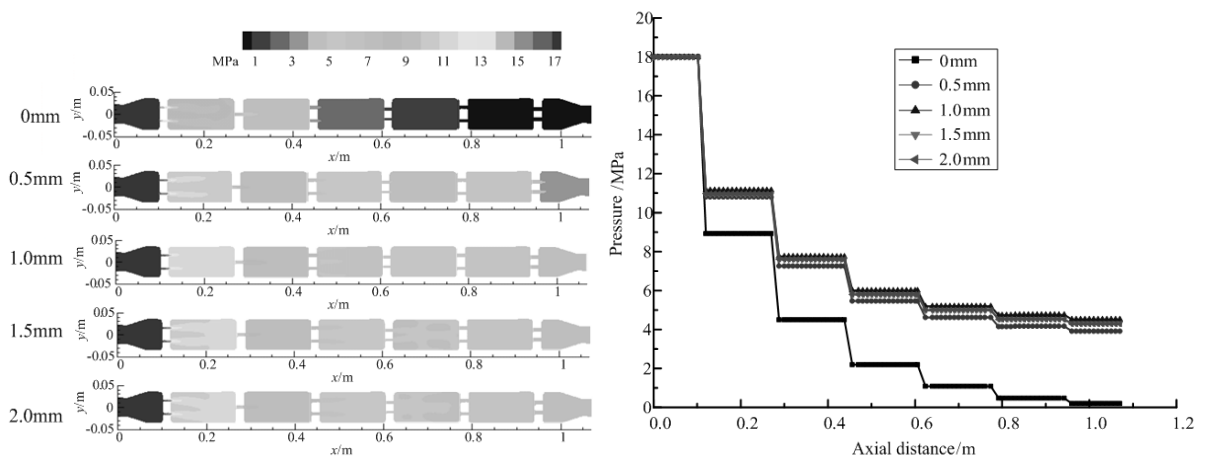 MPa 1 3 5 7 9 11 13 15 17
0mm
y/m
0.05
0
-0.05
0 0.2 0.4 0.6 0.8 1
x/m
0.5mm
y/m
0.05
0
-0.05
0 0.2 0.4 0.6 0.8 1
x/m
1.0mm
y/m
0.05
0
-0.05
0 0.2 0.4 0.6 0.8 1
x/m
1.5mm
y/m
0.05
0
-0.05
0 0.2 0.4 0.6 0.8 1
x/m
2.0mm
y/m
0.05
0
-0.05
0 0.2 0.4 0.6 0.8 1
x/m
Pressure /MPa
20
18
16
14
12
10
8
6
4
2
0
0mm
0.5mm
1.0mm
1.5mm
2.0mm
0.2 0.4 0.6 0.8 1.0 1.2
Axial distance/m